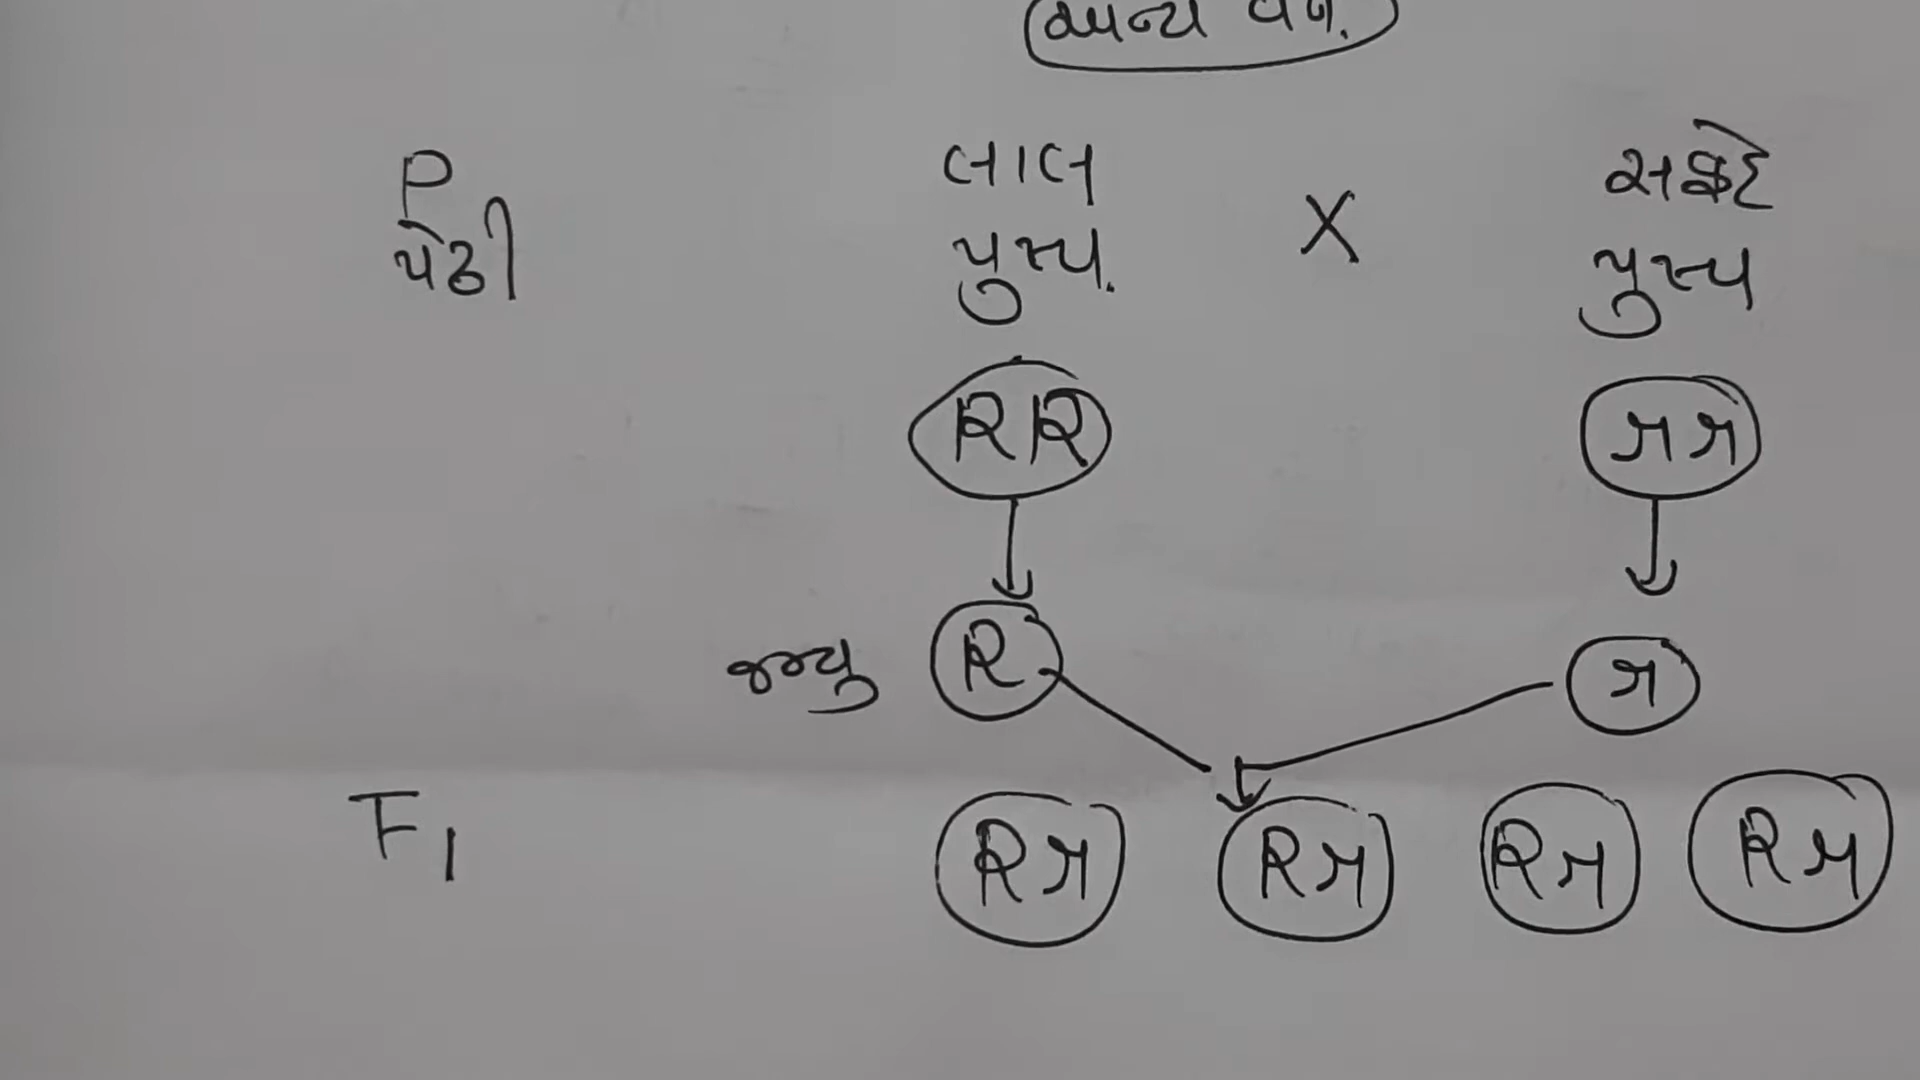 P લાલ X સફેદ
પેઢી પુષ્પ. પુષ્પ
RR rr
જન્યુ R r
F1 Rr Rr Rr Rr